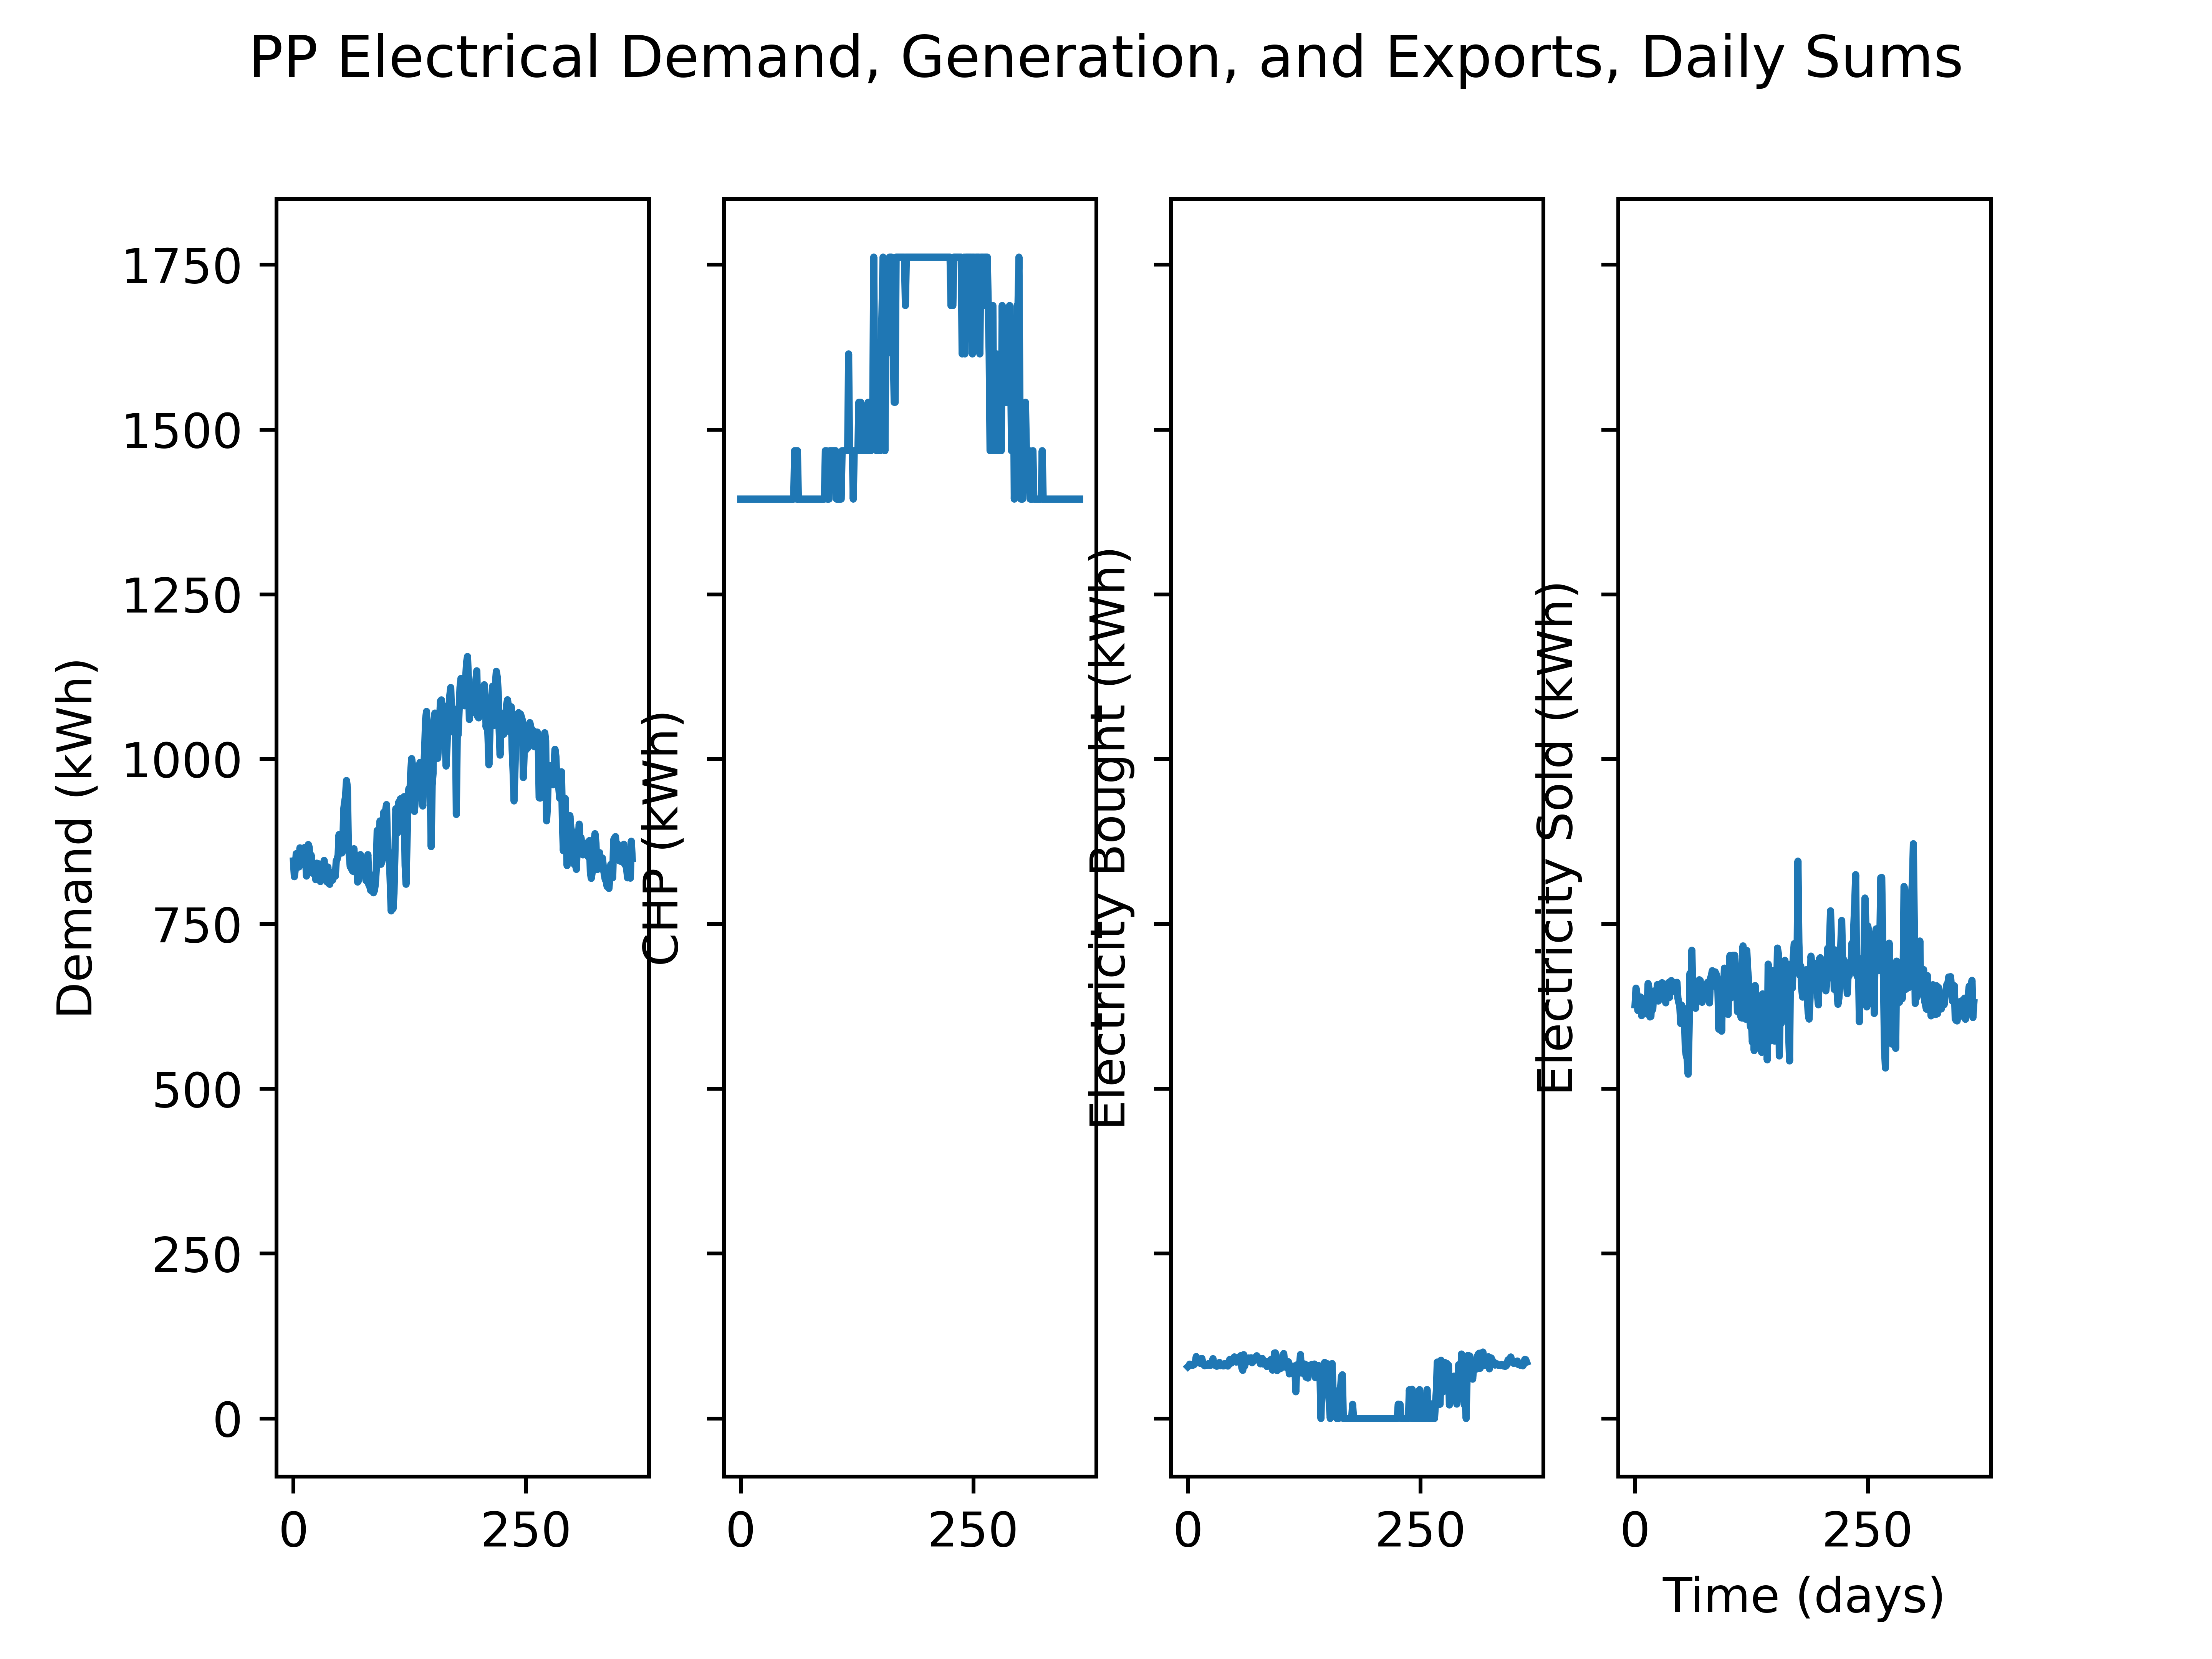 PP Electrical Demand, Generation, and Exports, Daily Sums
Demand (kWh)
1750
1500
1250
1000
750
500
250
0
0 250
CHP (kWh)
0 250
Electricity Bought (kWh)
0 250
Electricity Sold (kWh)
0 250
Time (days)